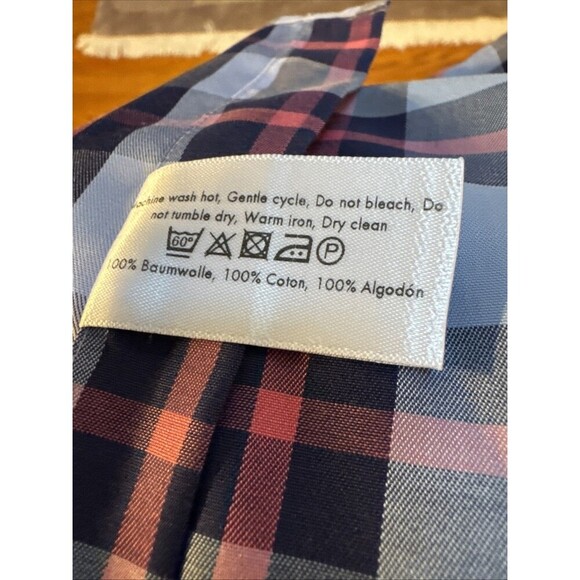 Machine wash hot, Gentle cycle, Do not bleach, Do
not tumble dry, Warm iron, Dry clean
60° P
100% Baumwolle, 100% Coton, 100% Algodón